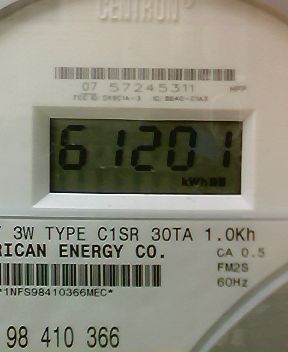 CENTRON®
07 57245311
61201
kWh
3W TYPE C1SR 30TA 1.0Kh
RICAN ENERGY CO.
CA 0.5
FM2S
60Hz
*1NFS98410366MEC*
98 410 366